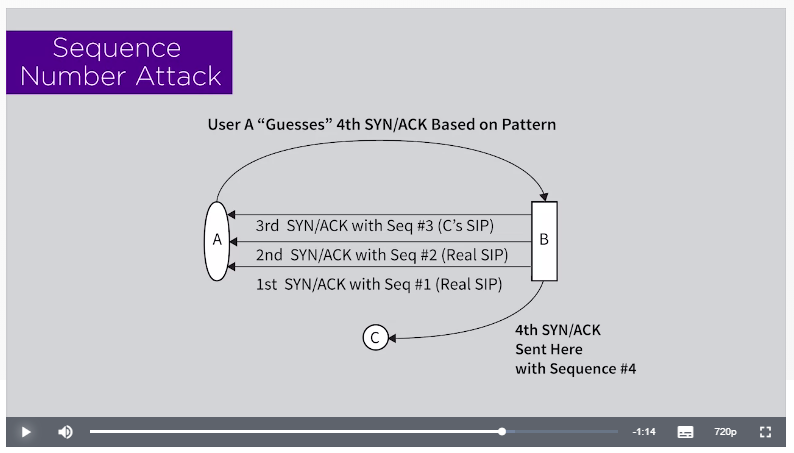 Sequence
Number Attack
User A “Guesses” 4th SYN/ACK Based on Pattern
A
3rd SYN/ACK with Seq #3 (C's SIP)
B
2nd SYN/ACK with Seq #2 (Real SIP)
1st SYN/ACK with Seq #1 (Real SIP)
C
4th SYN/ACK
Sent Here
with Sequence #4
-1:14
720p